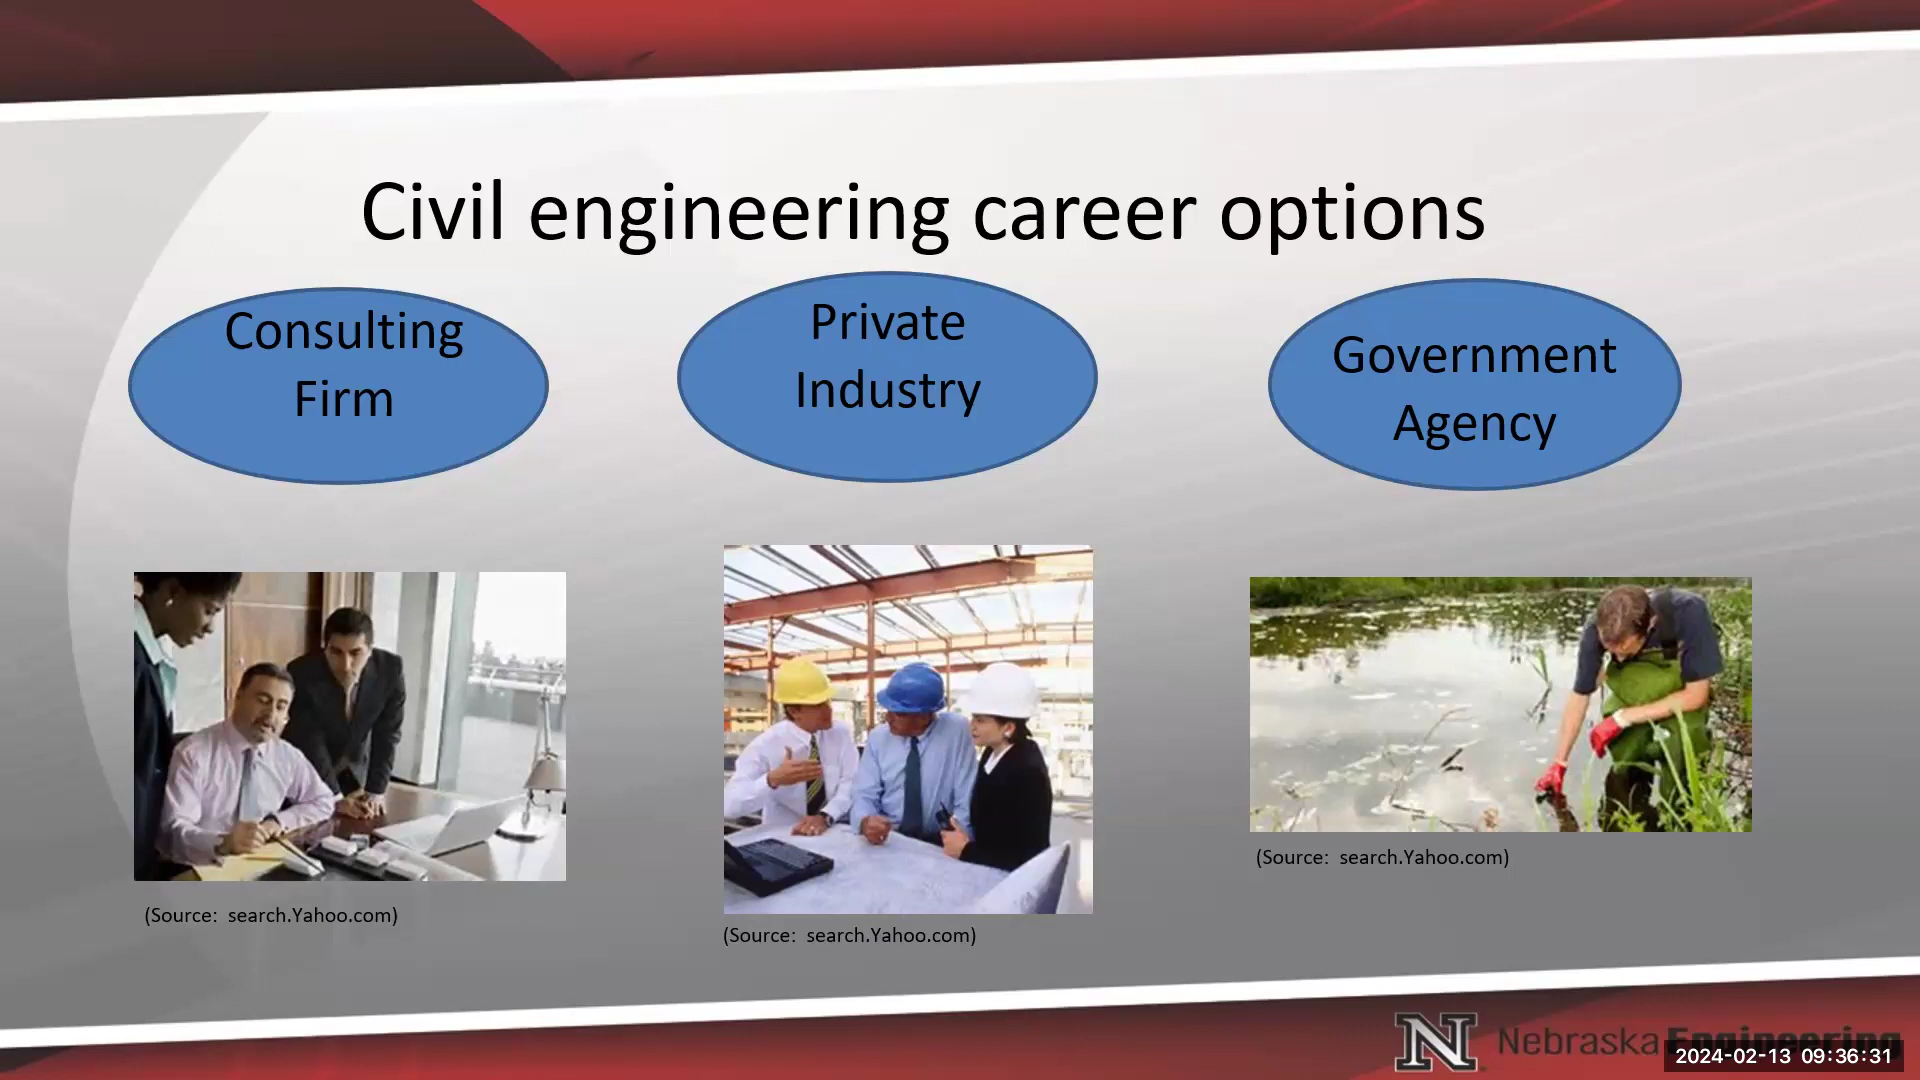 Civil engineering career options
Consulting
Firm
Private
Industry
Government
Agency
(Source: search.Yahoo.com)
(Source: search.Yahoo.com)
(Source: search.Yahoo.com)
N Nebraska Engineering
2024-02-13 09:36:31